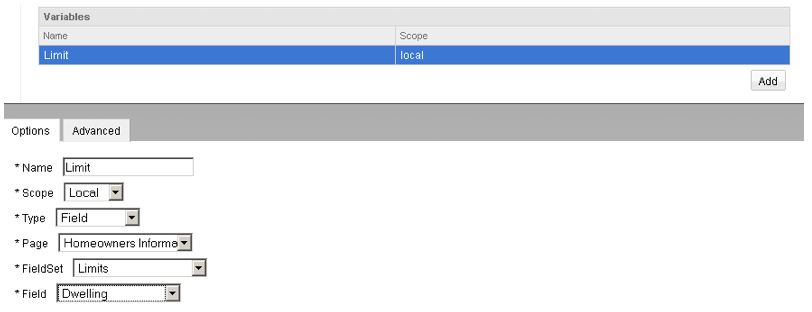 Variables
Name Scope
Limit local
Add
Options Advanced
* Name Limit
* Scope Local
* Type Field
* Page Homeowners Informa
* FieldSet Limits
* Field Dwelling